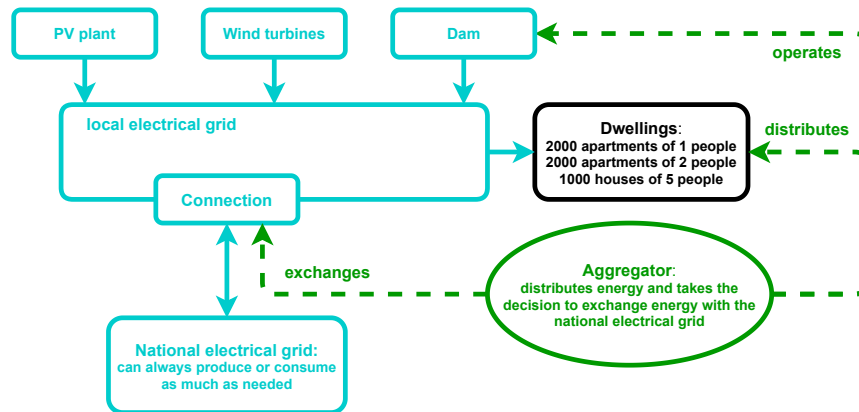 PV plant
Wind turbines
Dam
operates
local electrical grid
Dwellings:
2000 apartments of 1 people
2000 apartments of 2 people
1000 houses of 5 people
distributes
Connection
exchanges
Aggregator:
distributes energy and takes the
decision to exchange energy with the
national electrical grid
National electrical grid:
can always produce or consume
as much as needed